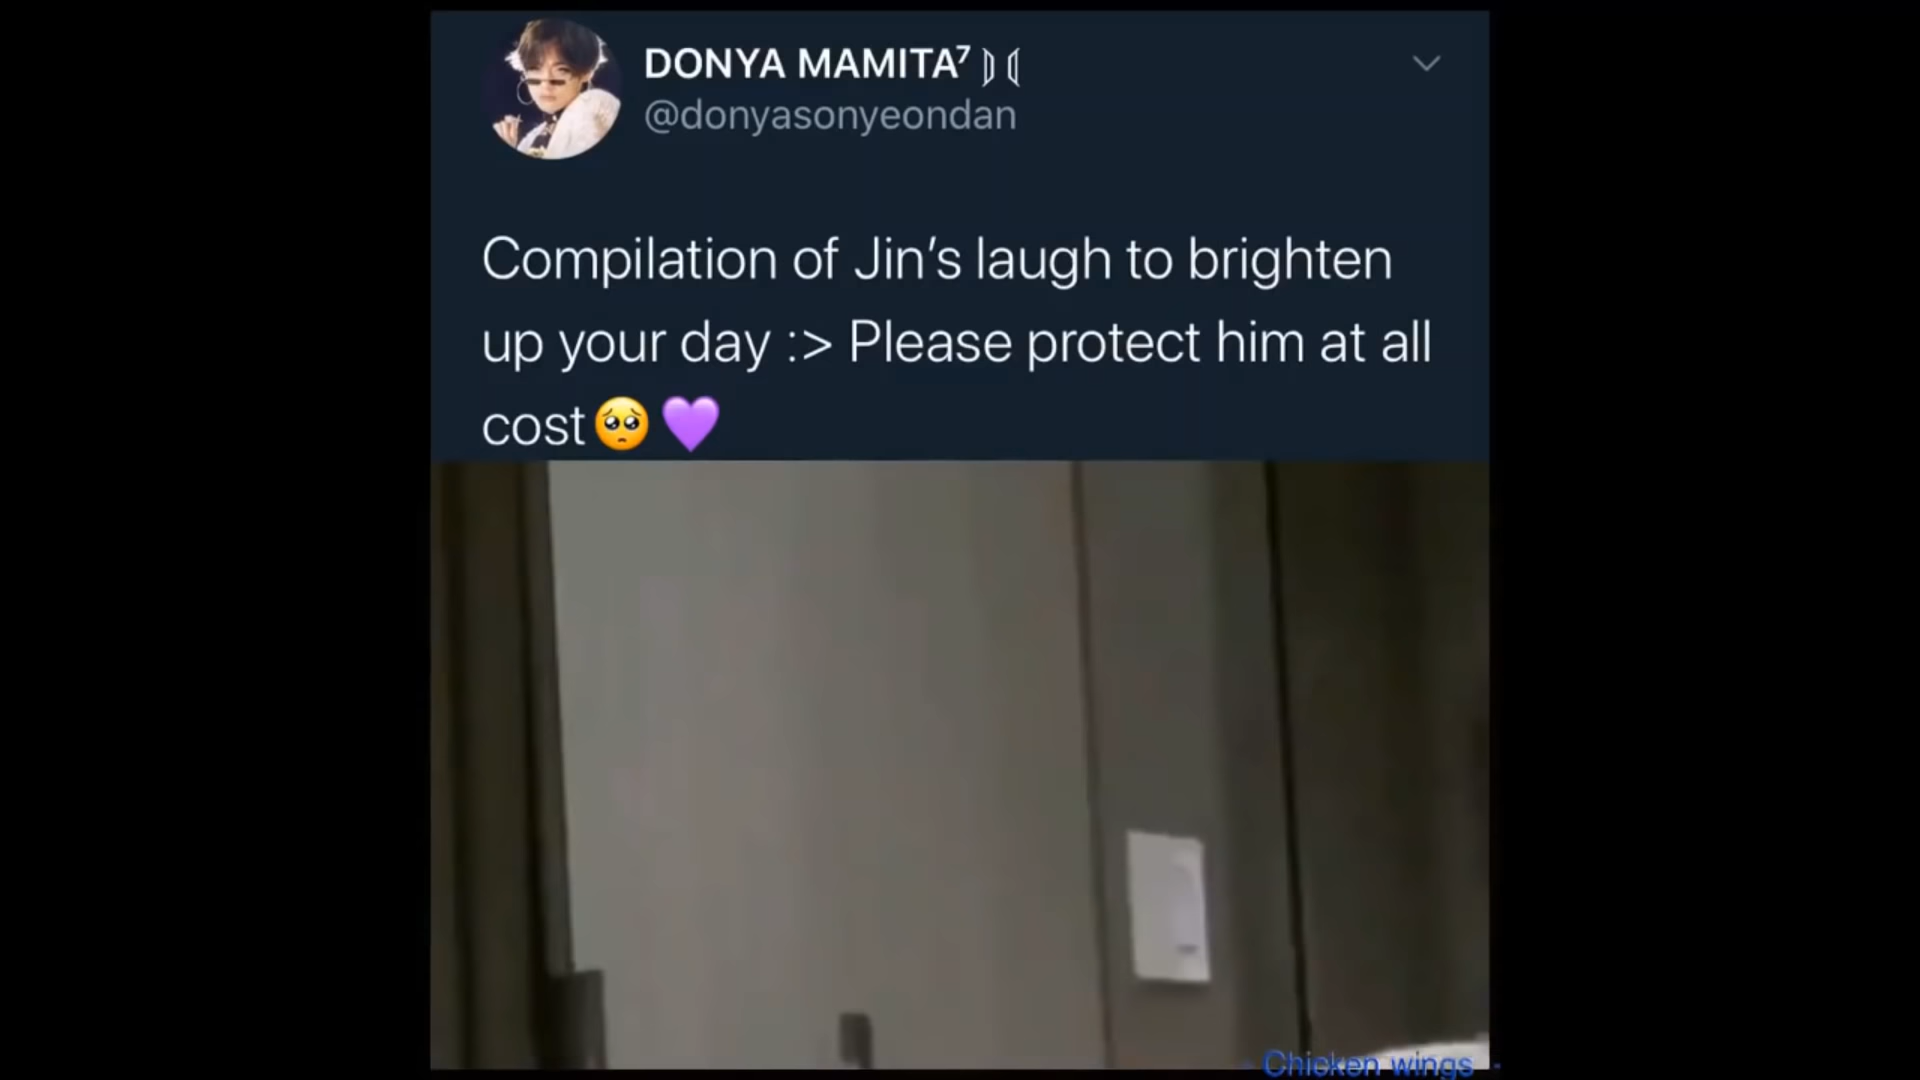 DONYA MAMITA⁷ ⟭⟬
@donyasonyeondan
Compilation of Jin’s laugh to brighten
up your day :> Please protect him at all
cost🥺💜
- Chicken wings -